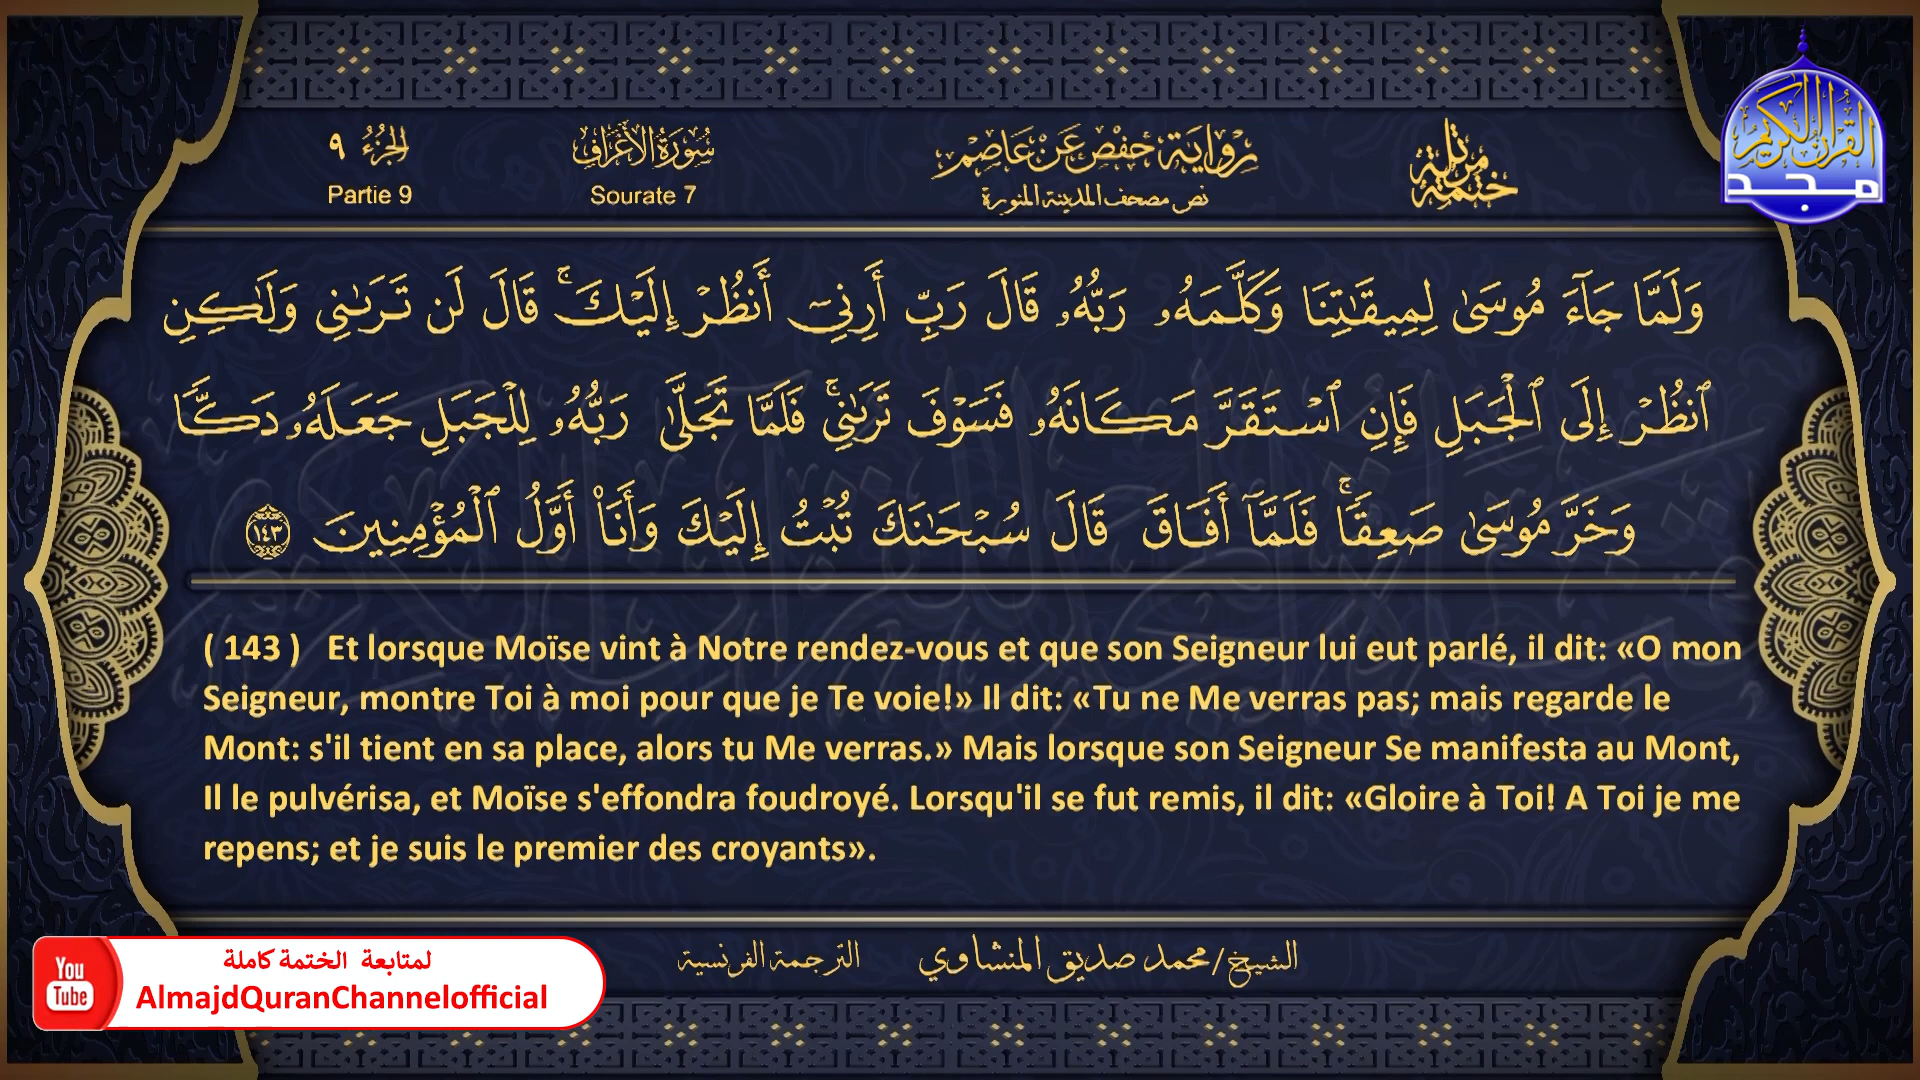 الجزء ٩
Partie 9
سورة الأعراف
Sourate 7
رواية حفص عن عاصم
نص مصحف المدينة المنورة
ختمة مرتلة
القرآن الكريم
مجد
وَلَمَّا جَآءَ مُوسَىٰ لِمِيقَـٰتِنَا وَكَلَّمَهُۥ رَبُّهُۥ قَالَ رَبِّ أَرِنِىٓ أَنظُرْ إِلَيْكَ ۚ قَالَ لَن تَرَىٰنِى وَلَـٰكِنِ
ٱنظُرْ إِلَى ٱلْجَبَلِ فَإِنِ ٱسْتَقَرَّ مَكَانَهُۥ فَسَوْفَ تَرَىٰنِى ۚ فَلَمَّا تَجَلَّىٰ رَبُّهُۥ لِلْجَبَلِ جَعَلَهُۥ دَكًّا
وَخَرَّ مُوسَىٰ صَعِقًا ۚ فَلَمَّآ أَفَاقَ قَالَ سُبْحَـٰنَكَ تُبْتُ إِلَيْكَ وَأَنَا۠ أَوَّلُ ٱلْمُؤْمِنِينَ ١٤٣
( 143 ) Et lorsque Moïse vint à Notre rendez-vous et que son Seigneur lui eut parlé, il dit: «O mon
Seigneur, montre Toi à moi pour que je Te voie!» Il dit: «Tu ne Me verras pas; mais regarde le
Mont: s'il tient en sa place, alors tu Me verras.» Mais lorsque son Seigneur Se manifesta au Mont,
Il le pulvérisa, et Moïse s'effondra foudroyé. Lorsqu'il se fut remis, il dit: «Gloire à Toi! A Toi je me
repens; et je suis le premier des croyants».
الشيخ/محمد صديق المنشاوي
الترجمة الفرنسية
You
Tube
لمتابعة الختمة كاملة
AlmajdQuranChannelofficial